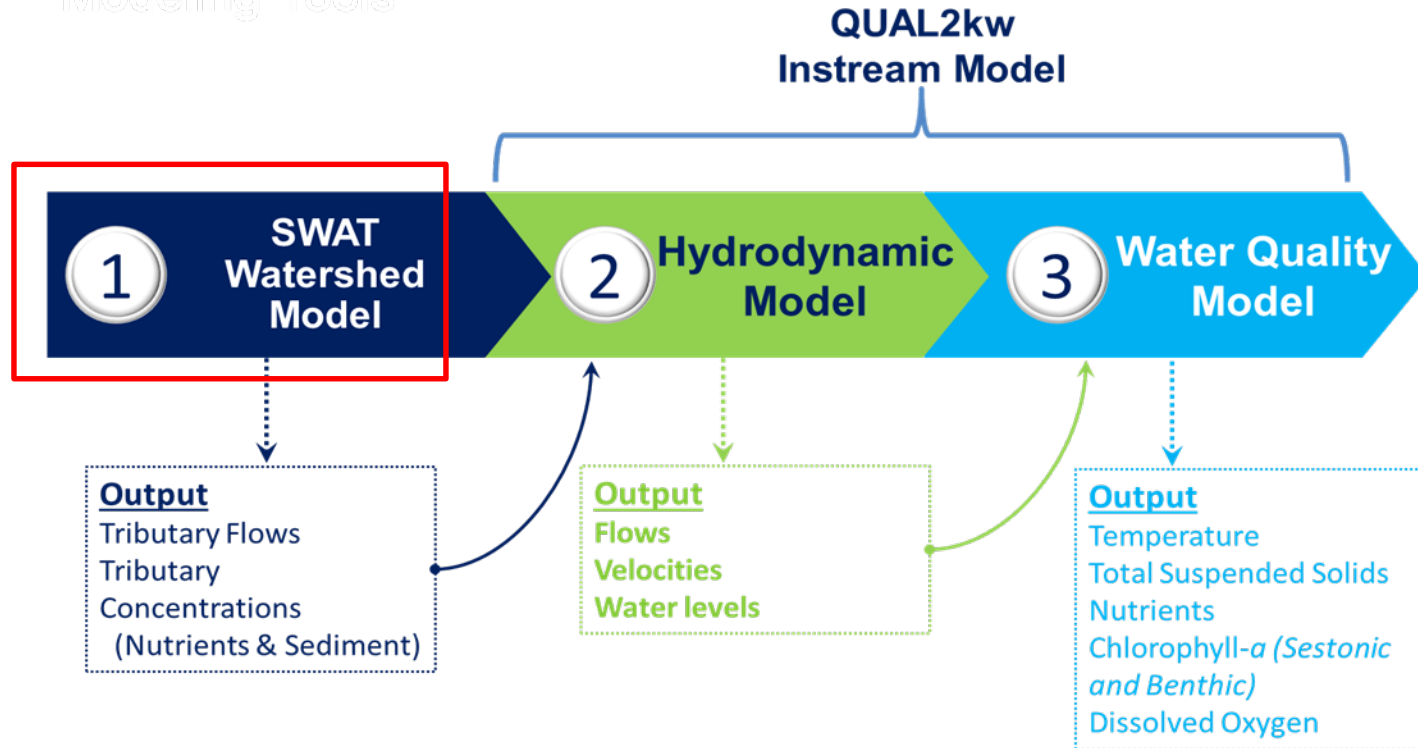 Modeling Tools
QUAL2kw
Instream Model
1
SWAT
Watershed
Model
2
Hydrodynamic
Model
3
Water Quality
Model
Output
Tributary Flows
Tributary
Concentrations
(Nutrients & Sediment)
Output
Flows
Velocities
Water levels
Output
Temperature
Total Suspended Solids
Nutrients
Chlorophyll-a (Sestonic
and Benthic)
Dissolved Oxygen